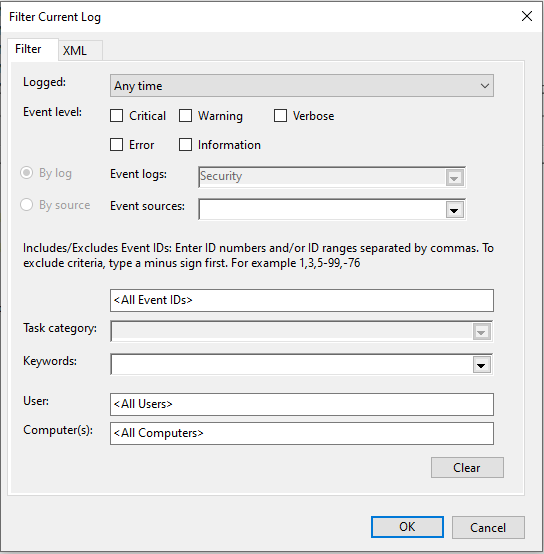 Filter Current Log
Filter XML
Logged: Any time
Event level: Critical Warning Verbose
Error Information
By log Event logs: Security
By source Event sources:
Includes/Excludes Event IDs: Enter ID numbers and/or ID ranges separated by commas. To
exclude criteria, type a minus sign first. For example 1,3,5-99,-76
<All Event IDs>
Task category:
Keywords:
User: <All Users>
Computer(s): <All Computers>
Clear
OK Cancel